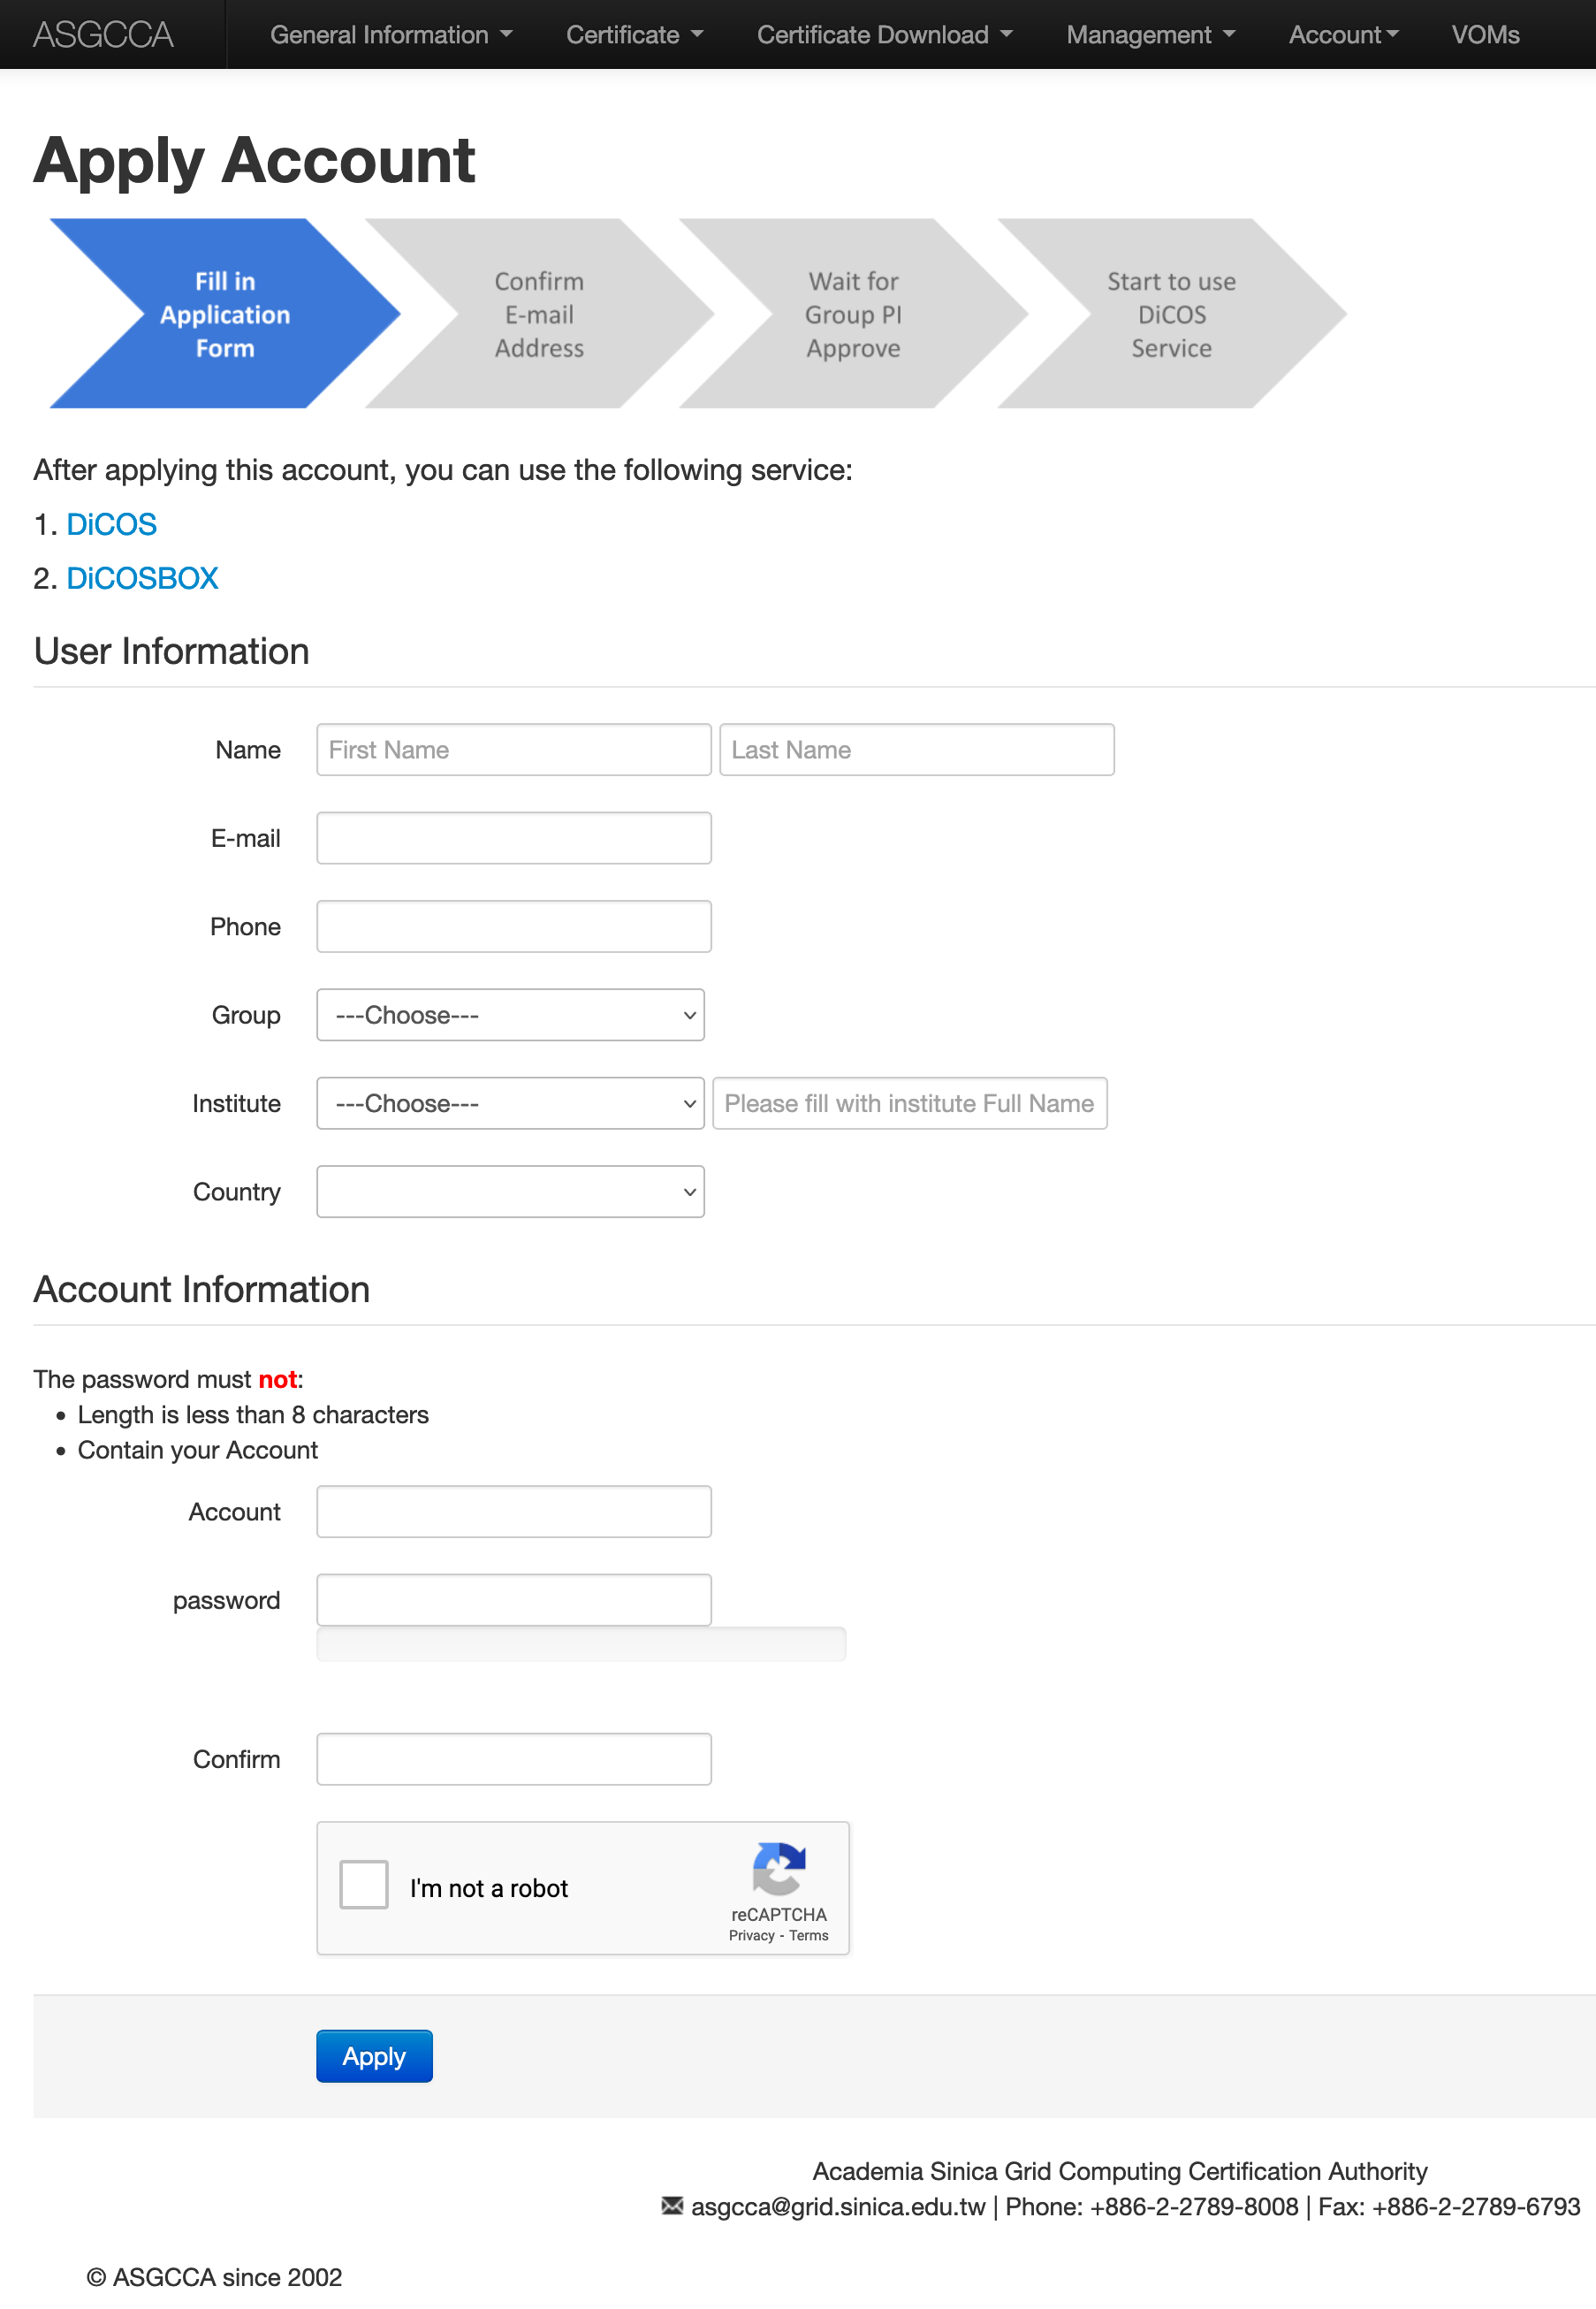 ASGCCA General Information Certificate Certificate Download Management Account VOMs
Apply Account
Fill in
Application
Form
Confirm
E-mail
Address
Wait for
Group PI
Approve
Start to use
DiCOS
Service
After applying this account, you can use the following service:
1. DiCOS
2. DiCOSBOX
User Information
Name First Name Last Name
E-mail
Phone
Group ---Choose---
Institute ---Choose--- Please fill with institute Full Name
Country
Account Information
The password must not:
• Length is less than 8 characters
• Contain your Account
Account
password
Confirm
I'm not a robot
reCAPTCHA
Privacy - Terms
Apply
Academia Sinica Grid Computing Certification Authority
asgcca@grid.sinica.edu.tw | Phone: +886-2-2789-8008 | Fax: +886-2-2789-6793
© ASGCCA since 2002